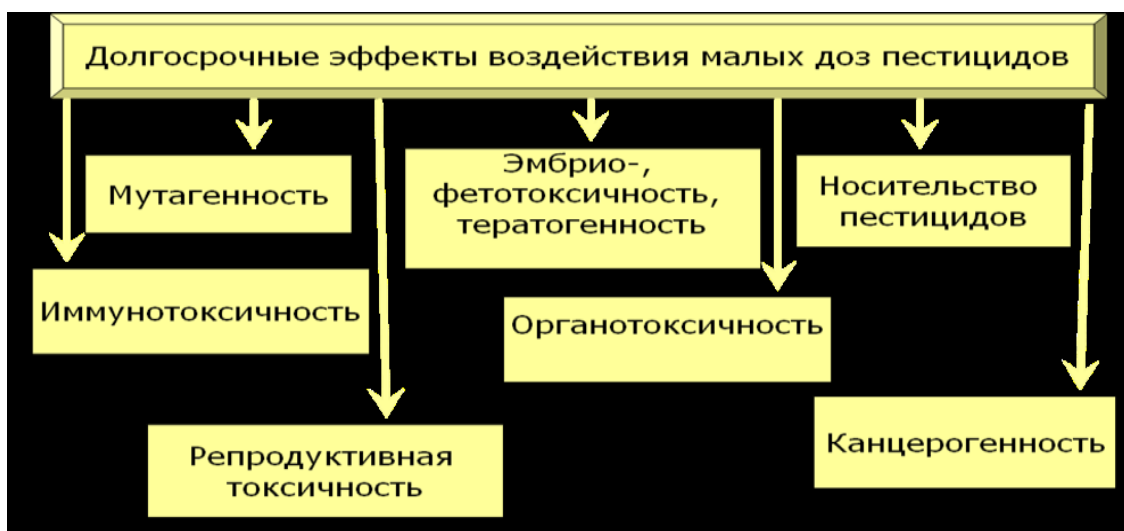 Долгосрочные эффекты воздействия малых доз пестицидов
Мутагенность
Эмбрио-,
фетотоксичность,
тератогенность
Носительство
пестицидов
Иммунотоксичность
Органотоксичность
Репродуктивная
токсичность
Канцерогенность